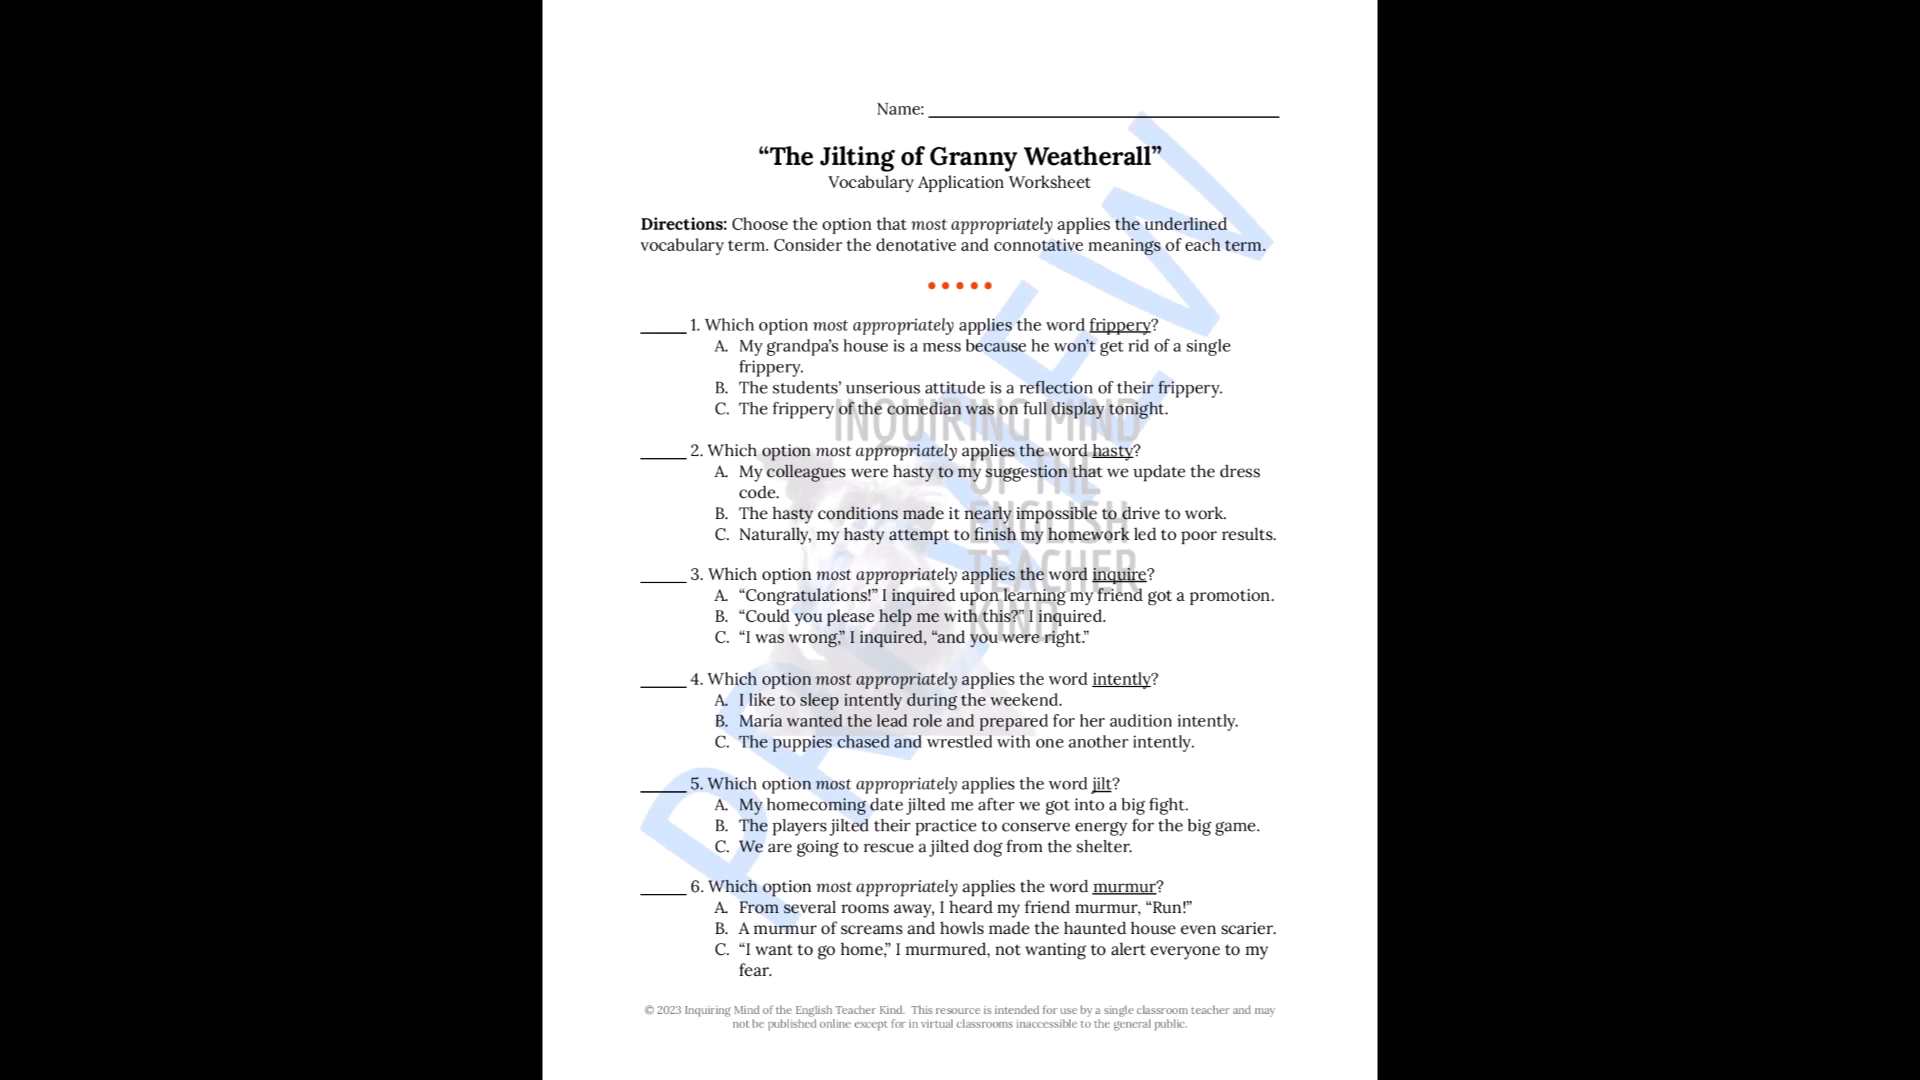 Name: ____________________
“The Jilting of Granny Weatherall”
Vocabulary Application Worksheet
Directions: Choose the option that most appropriately applies the underlined
vocabulary term. Consider the denotative and connotative meanings of each term.
_____ 1. Which option most appropriately applies the word frippery?
A. My grandpa’s house is a mess because he won’t get rid of a single
frippery.
B. The students’ unserious attitude is a reflection of their frippery.
C. The frippery of the comedian was on full display tonight.
_____ 2. Which option most appropriately applies the word hasty?
A. My colleagues were hasty to my suggestion that we update the dress
code.
B. The hasty conditions made it nearly impossible to drive to work.
C. Naturally, my hasty attempt to finish my homework led to poor results.
_____ 3. Which option most appropriately applies the word inquire?
A. “Congratulations!” I inquired upon learning my friend got a promotion.
B. “Could you please help me with this?” I inquired.
C. “I was wrong,” I inquired, “and you were right.”
_____ 4. Which option most appropriately applies the word intently?
A. I like to sleep intently during the weekend.
B. María wanted the lead role and prepared for her audition intently.
C. The puppies chased and wrestled with one another intently.
_____ 5. Which option most appropriately applies the word jilt?
A. My homecoming date jilted me after we got into a big fight.
B. The players jilted their practice to conserve energy for the big game.
C. We are going to rescue a jilted dog from the shelter.
_____ 6. Which option most appropriately applies the word murmur?
A. From several rooms away, I heard my friend murmur, “Run!”
B. A murmur of screams and howls made the haunted house even scarier.
C. “I want to go home,” I murmured, not wanting to alert everyone to my
fear.
© 2023 Inquiring Mind of the English Teacher Kind. This resource is intended for use by a single classroom teacher and may
not be published online except for in virtual classrooms inaccessible to the general public.
PREVIEW
INQUIRING MIND
OF THE
ENGLISH
TEACHER
KIND